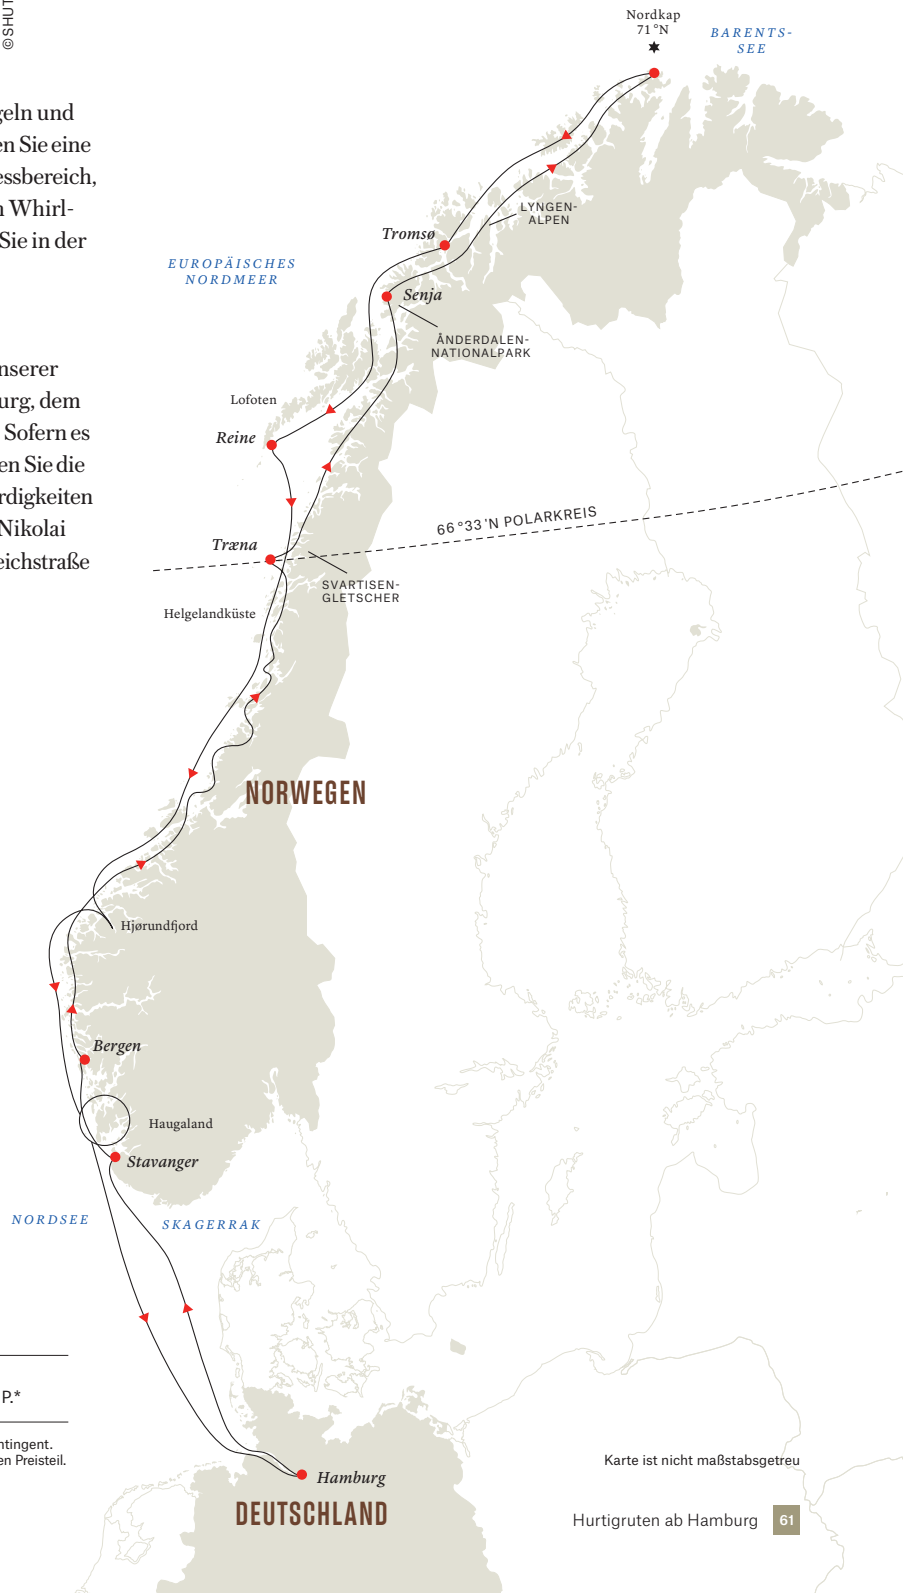 ©SHUT
geln und
en Sie eine
essbereich,
n Whirl-
Sie in der
nserer
urg, dem
Sofern es
en Sie die
rdigkeiten
Nikolai
eichstraße
P.*
ntingent.
en Preisteil.
Nordkap
71°N
BARENTS-
SEE
LYNGEN-
ALPEN
Tromsø
EUROPÄISCHES
NORDMEER
Senja
ÅNDERDALEN-
NATIONALPARK
Lofoten
Reine
66°33'N POLARKREIS
Træna
SVARTISEN-
GLETSCHER
Helgelandküste
NORWEGEN
Hjørundfjord
Bergen
Haugaland
Stavanger
NORDSEE
SKAGERRAK
Hamburg
DEUTSCHLAND
Karte ist nicht maßstabsgetreu
Hurtigruten ab Hamburg 61